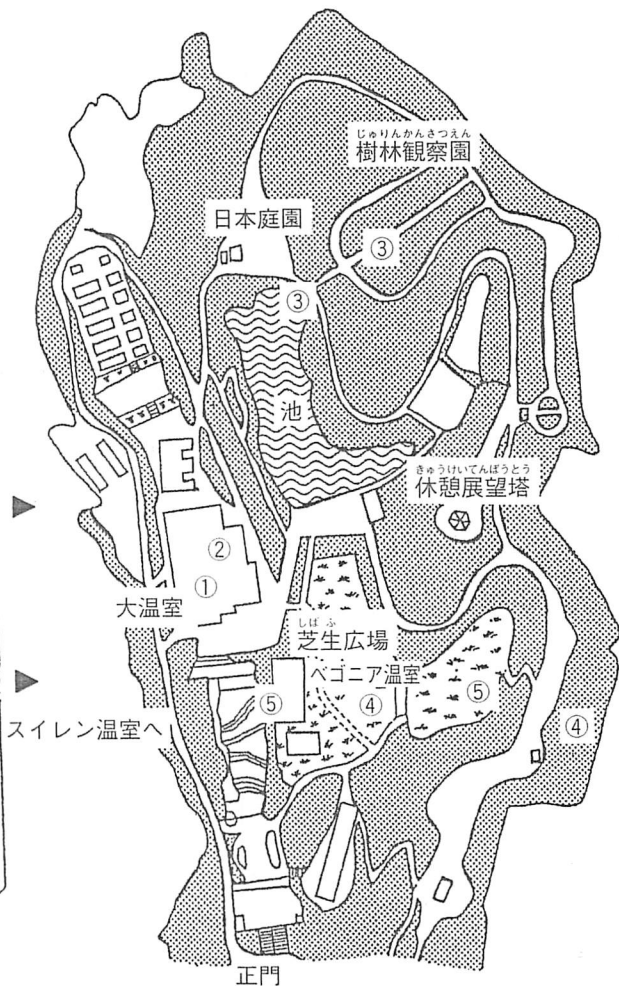 じゅりんかんさつえん
樹林観察園
日本庭園
③
③
池
きゅうけいてんぼうとう
休憩展望塔
②
①
大温室
しばふ
芝生広場
ベゴニア温室
⑤
④
⑤
④
スイレン温室へ
正門